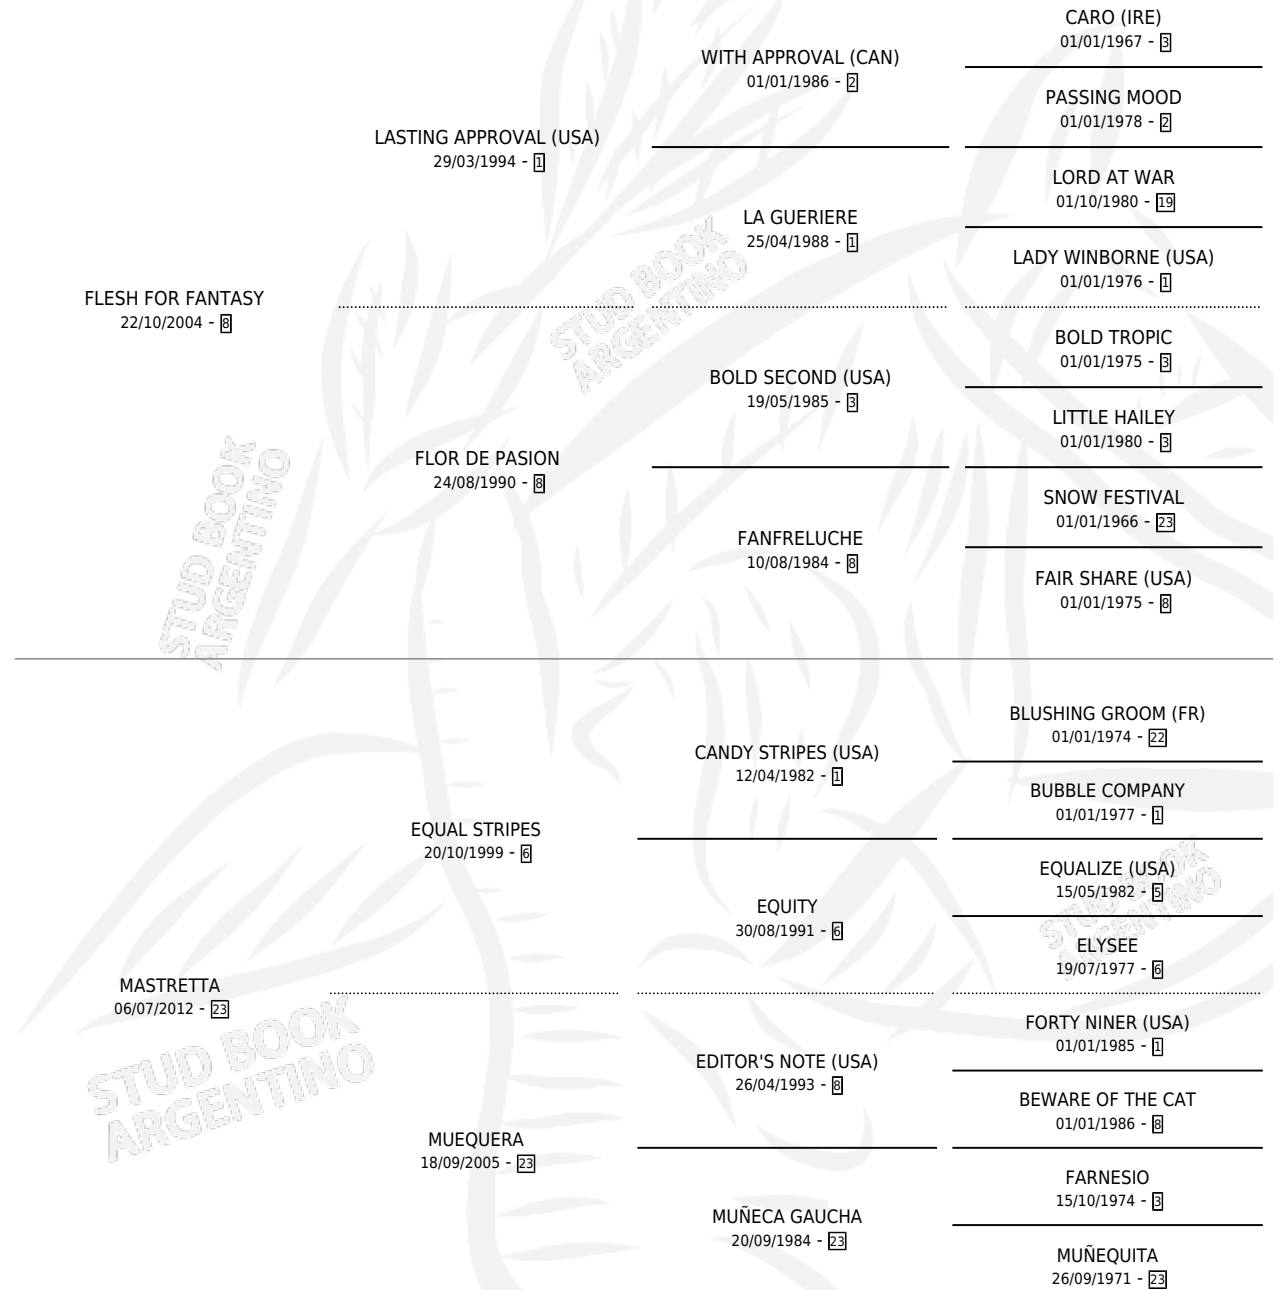 CARO (IRE)
01/01/1967 - 3
WITH APPROVAL (CAN)
01/01/1986 - 2
PASSING MOOD
01/01/1978 - 2
LASTING APPROVAL (USA)
29/03/1994 - 1
LORD AT WAR
01/10/1980 - 19
LA GUERIERE
25/04/1988 - 1
LADY WINBORNE (USA)
01/01/1976 - 1
FLESH FOR FANTASY
22/10/2004 - 8
BOLD TROPIC
01/01/1975 - 3
BOLD SECOND (USA)
19/05/1985 - 3
LITTLE HAILEY
01/01/1980 - 3
FLOR DE PASION
24/08/1990 - 8
SNOW FESTIVAL
01/01/1966 - 23
FANFRELUCHE
10/08/1984 - 8
FAIR SHARE (USA)
01/01/1975 - 8
STUD BOOK
ARGENTINO
STUD BOOK
ARGENTINO
BLUSHING GROOM (FR)
01/01/1974 - 22
CANDY STRIPES (USA)
12/04/1982 - 1
BUBBLE COMPANY
01/01/1977 - 1
EQUAL STRIPES
20/10/1999 - 6
EQUALIZE (USA)
15/05/1982 - 5
EQUITY
30/08/1991 - 6
ELYSEE
19/07/1977 - 6
STUD BOOK
ARGENTINO
MASTRETTA
06/07/2012 - 23
FORTY NINER (USA)
01/01/1985 - 1
EDITOR'S NOTE (USA)
26/04/1993 - 8
BEWARE OF THE CAT
01/01/1986 - 8
STUD BOOK
ARGENTINO
MUEQUERA
18/09/2005 - 23
FARNESIO
15/10/1974 - 3
MUÑECA GAUCHA
20/09/1984 - 23
MUÑEQUITA
26/09/1971 - 23